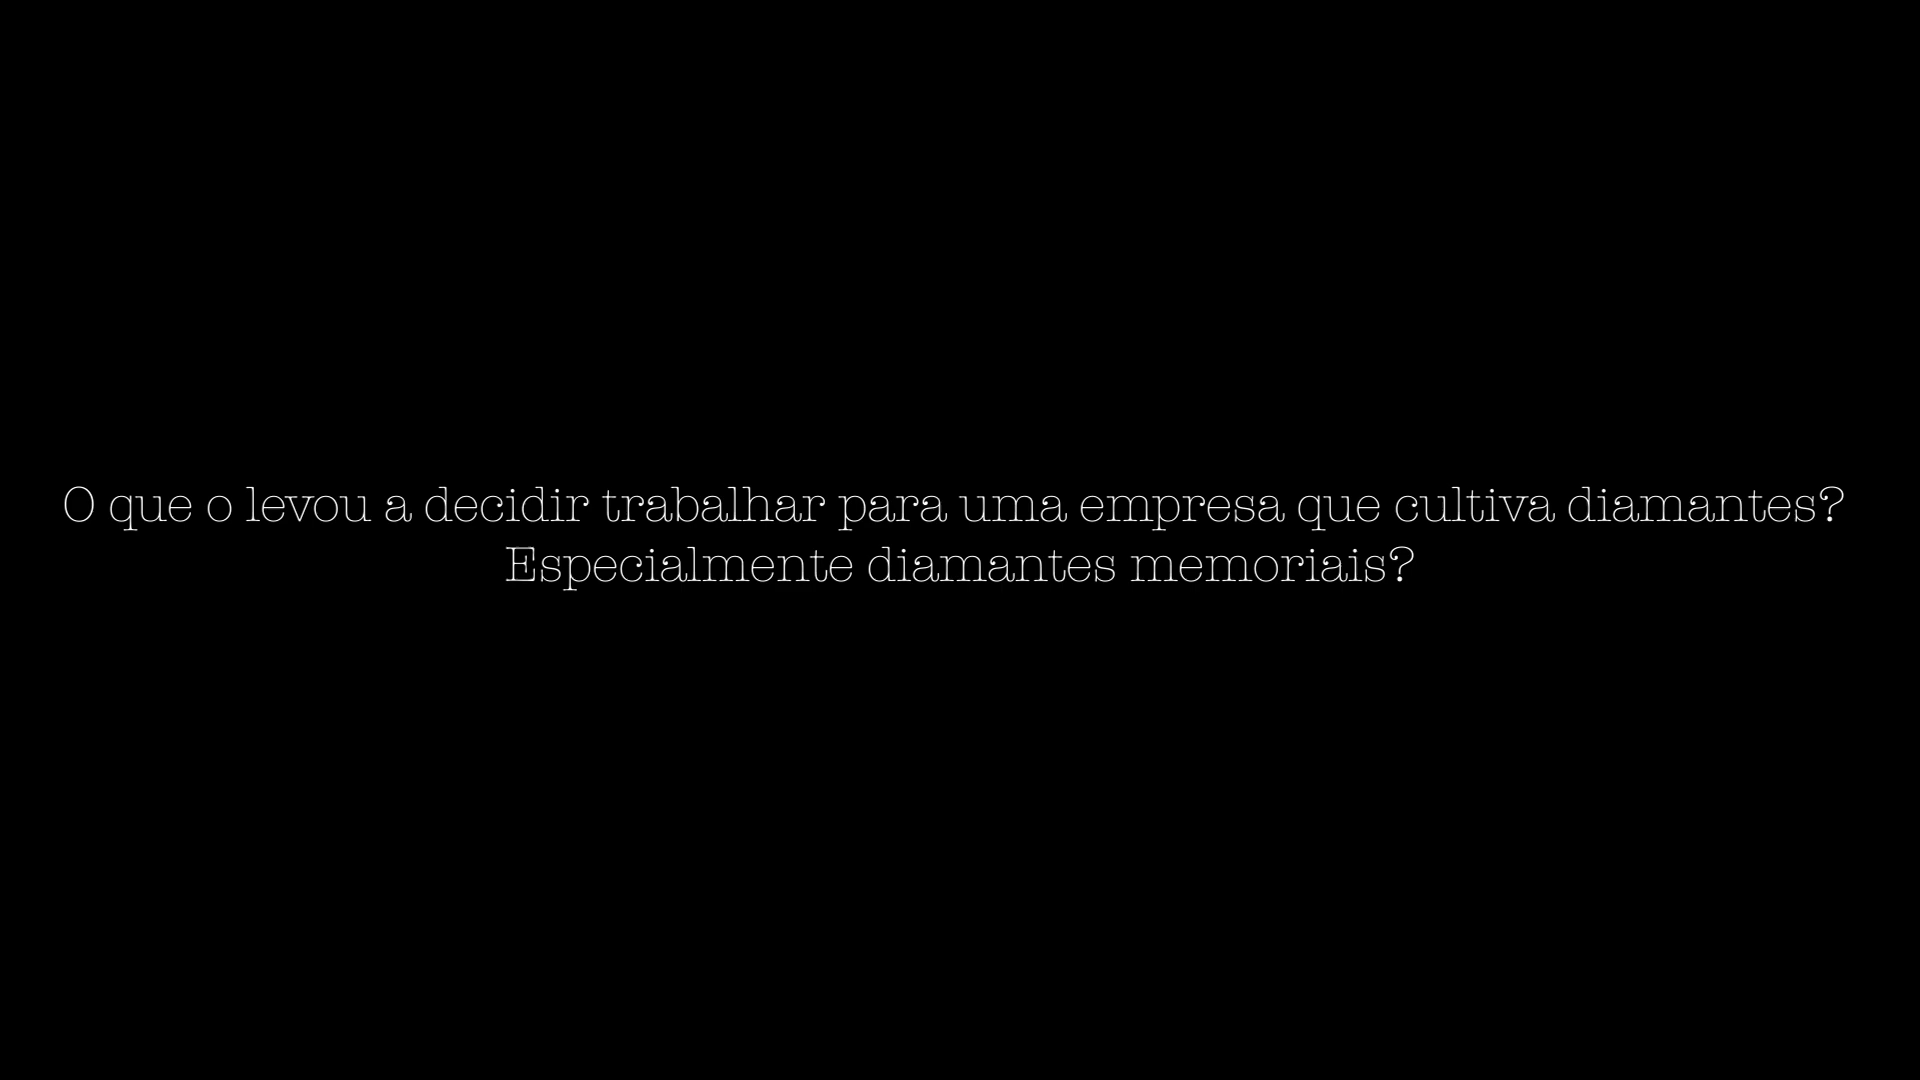 O que o levou a decidir trabalhar para uma empresa que cultiva diamantes?
Especialmente diamantes memoriais?